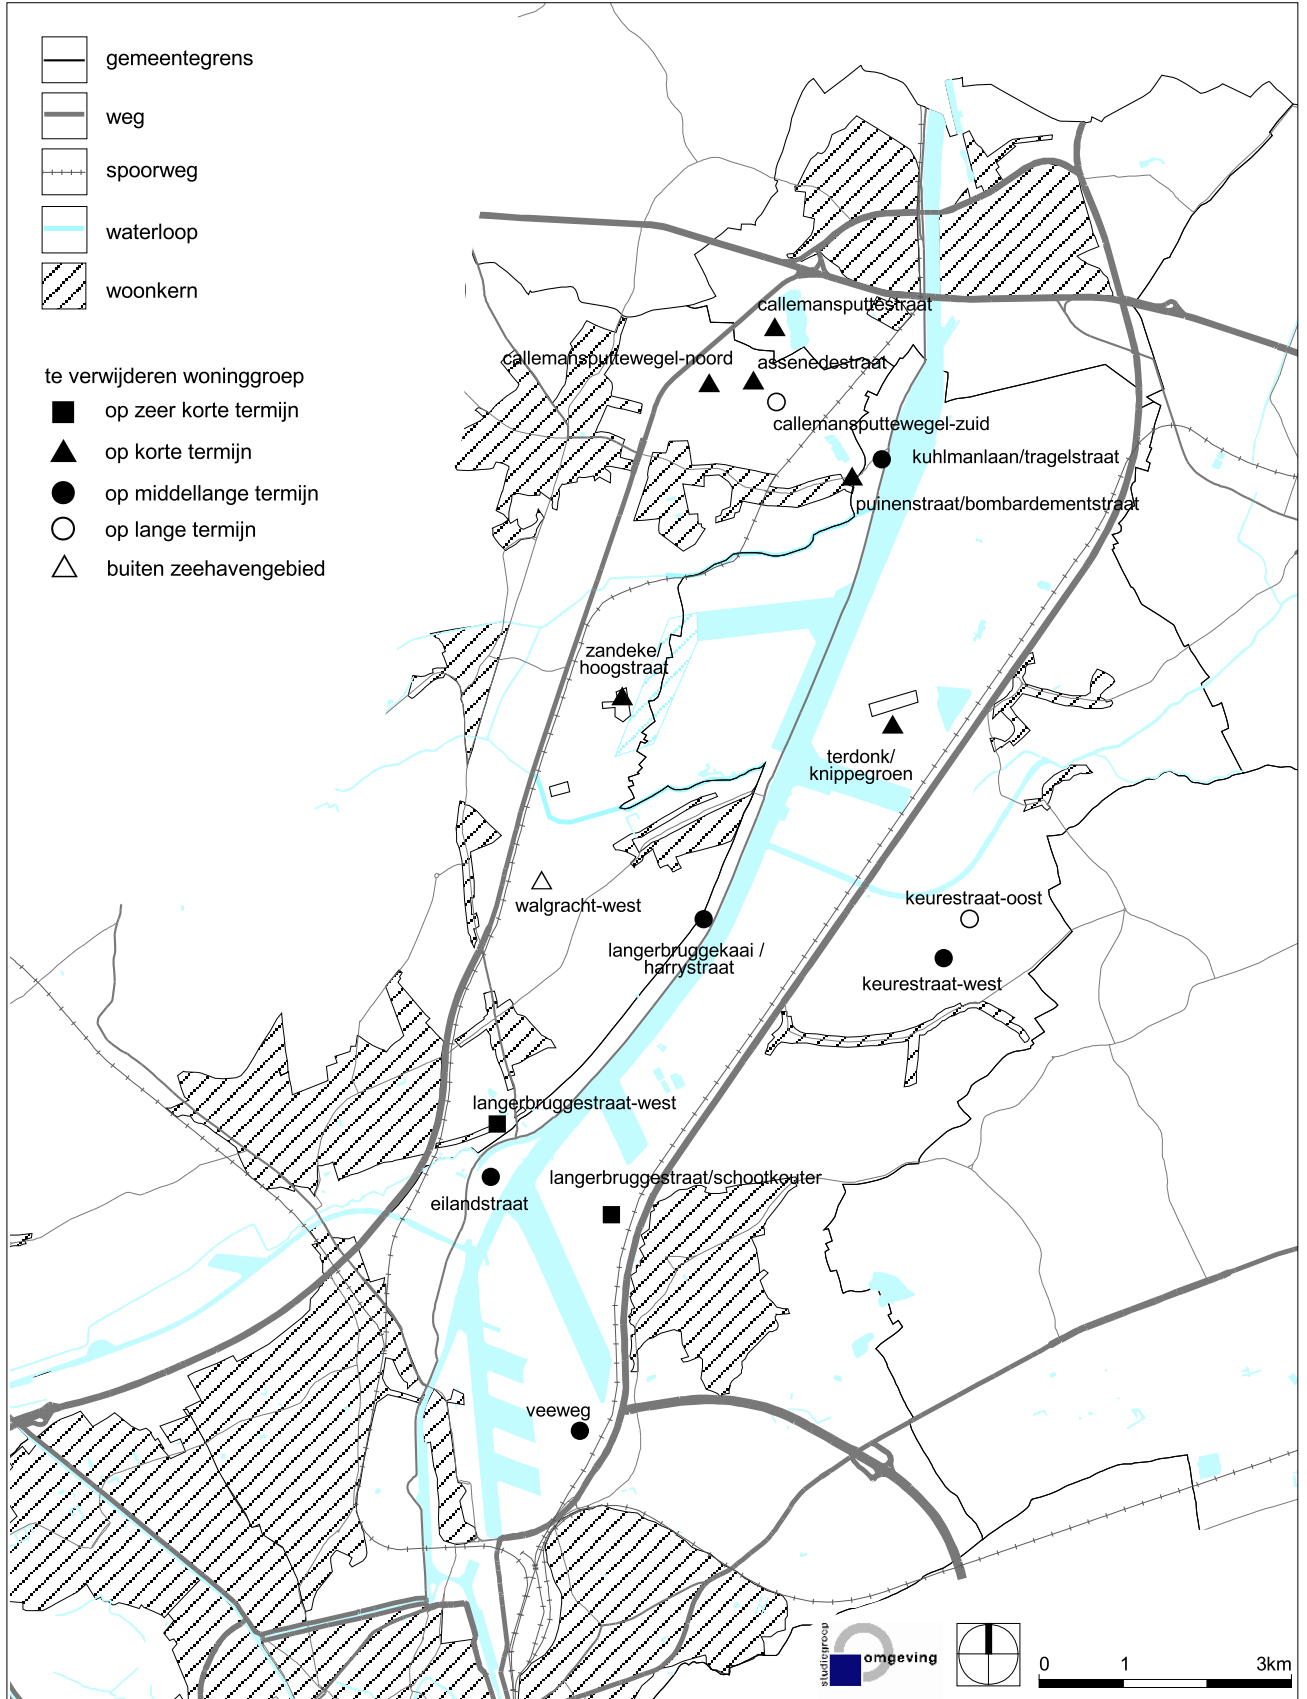 gemeentegrens
weg
spoorweg
waterloop
woonkern
te verwijderen woninggroep
op zeer korte termijn
op korte termijn
op middellange termijn
op lange termijn
buiten zeehavengebied
callemansputtestraat
callemansputtewegel-noord
assenedestraat
callemansputtewegel-zuid
kuhlmanlaan/tragelstraat
puinenstraat/bombardementstraat
zandeke/
hoogstraat
terdonk/
knippegroen
walgracht-west
keurestraat-oost
langerbruggekaai /
harrystraat
keurestraat-west
langerbruggestraat-west
langerbruggestraat/schootkouter
eilandstraat
veeweg
studiegroep
omgeving
0 1 3km